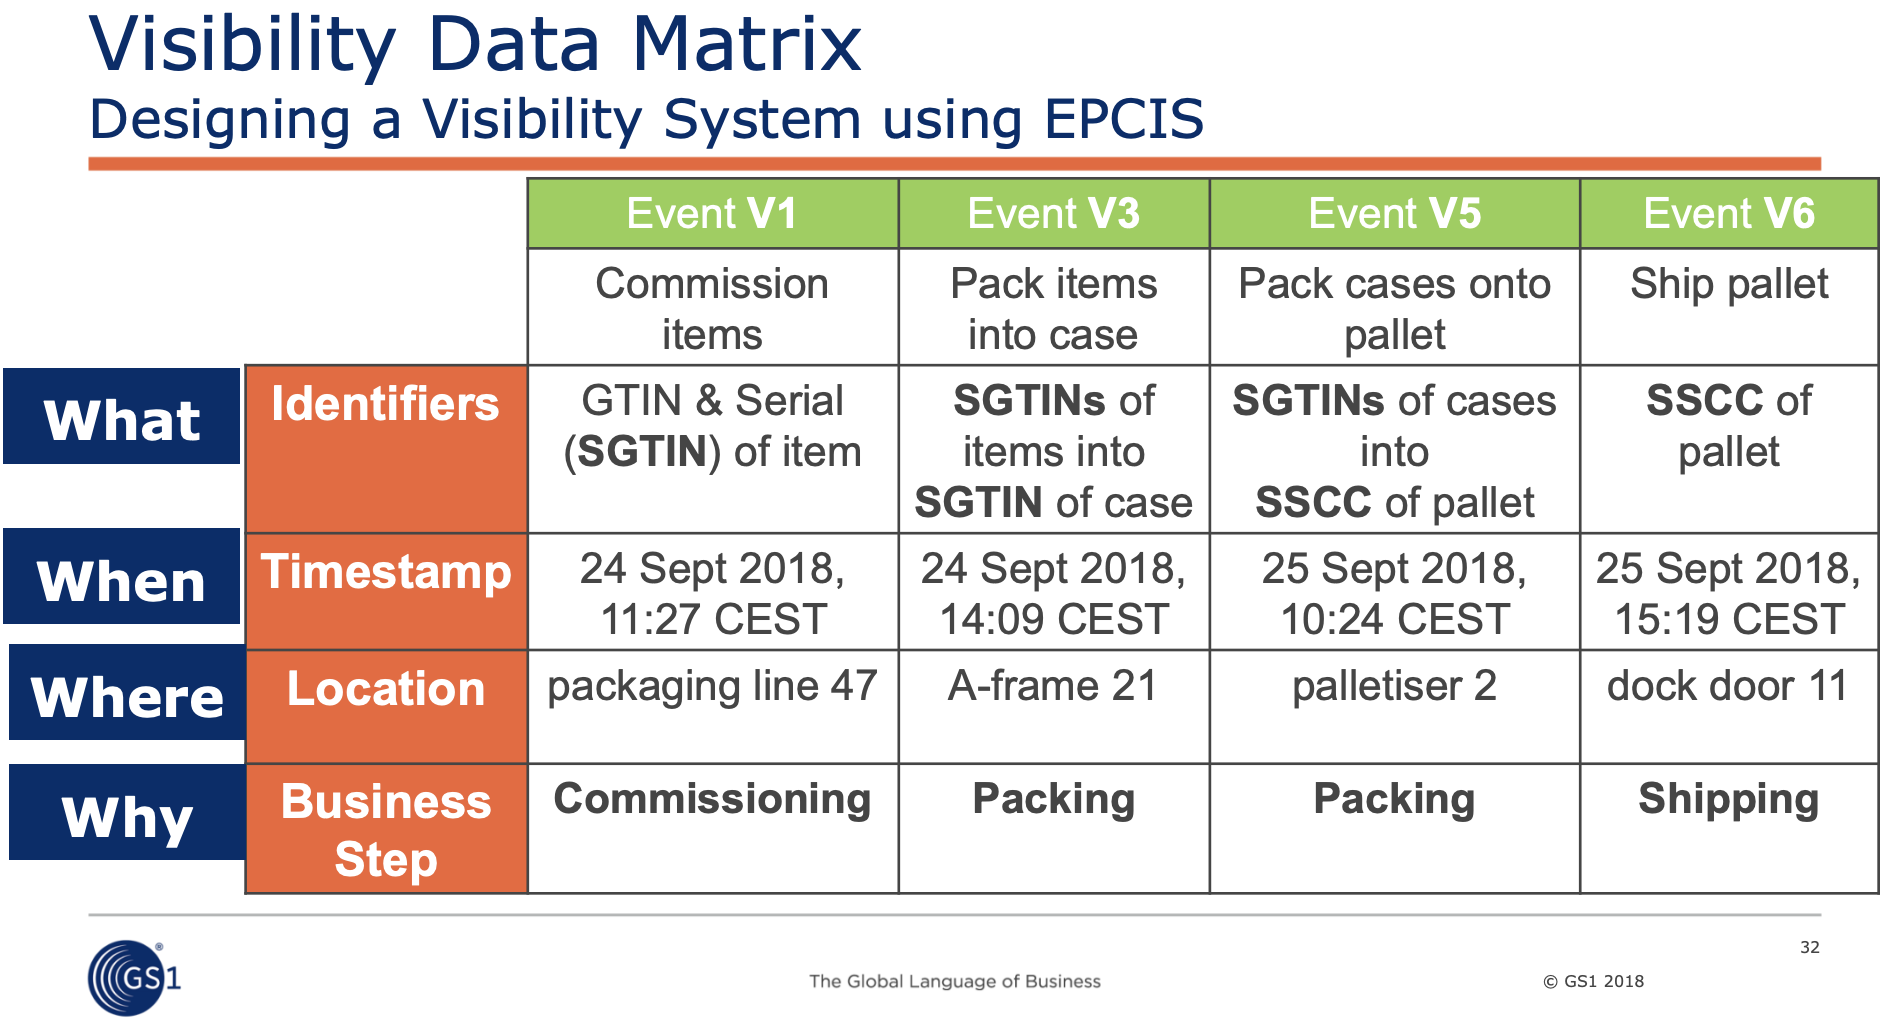 Visibility Data Matrix
Designing a Visibility System using EPCIS
Event V1
Event V3
Event V5
Event V6
Commission
items
Pack items
into case
Pack cases onto
pallet
Ship pallet
What
Identifiers
GTIN & Serial
(SGTIN) of item
SGTINs of
items into
SGTIN of case
SGTINs of cases
into
SSCC of pallet
SSCC of
pallet
When
Timestamp
24 Sept 2018,
11:27 CEST
24 Sept 2018,
14:09 CEST
25 Sept 2018,
10:24 CEST
25 Sept 2018,
15:19 CEST
Where
Location
packaging line 47
A-frame 21
palletiser 2
dock door 11
Why
Business
Step
Commissioning
Packing
Packing
Shipping
GS1
®
The Global Language of Business
© GS1 2018
32